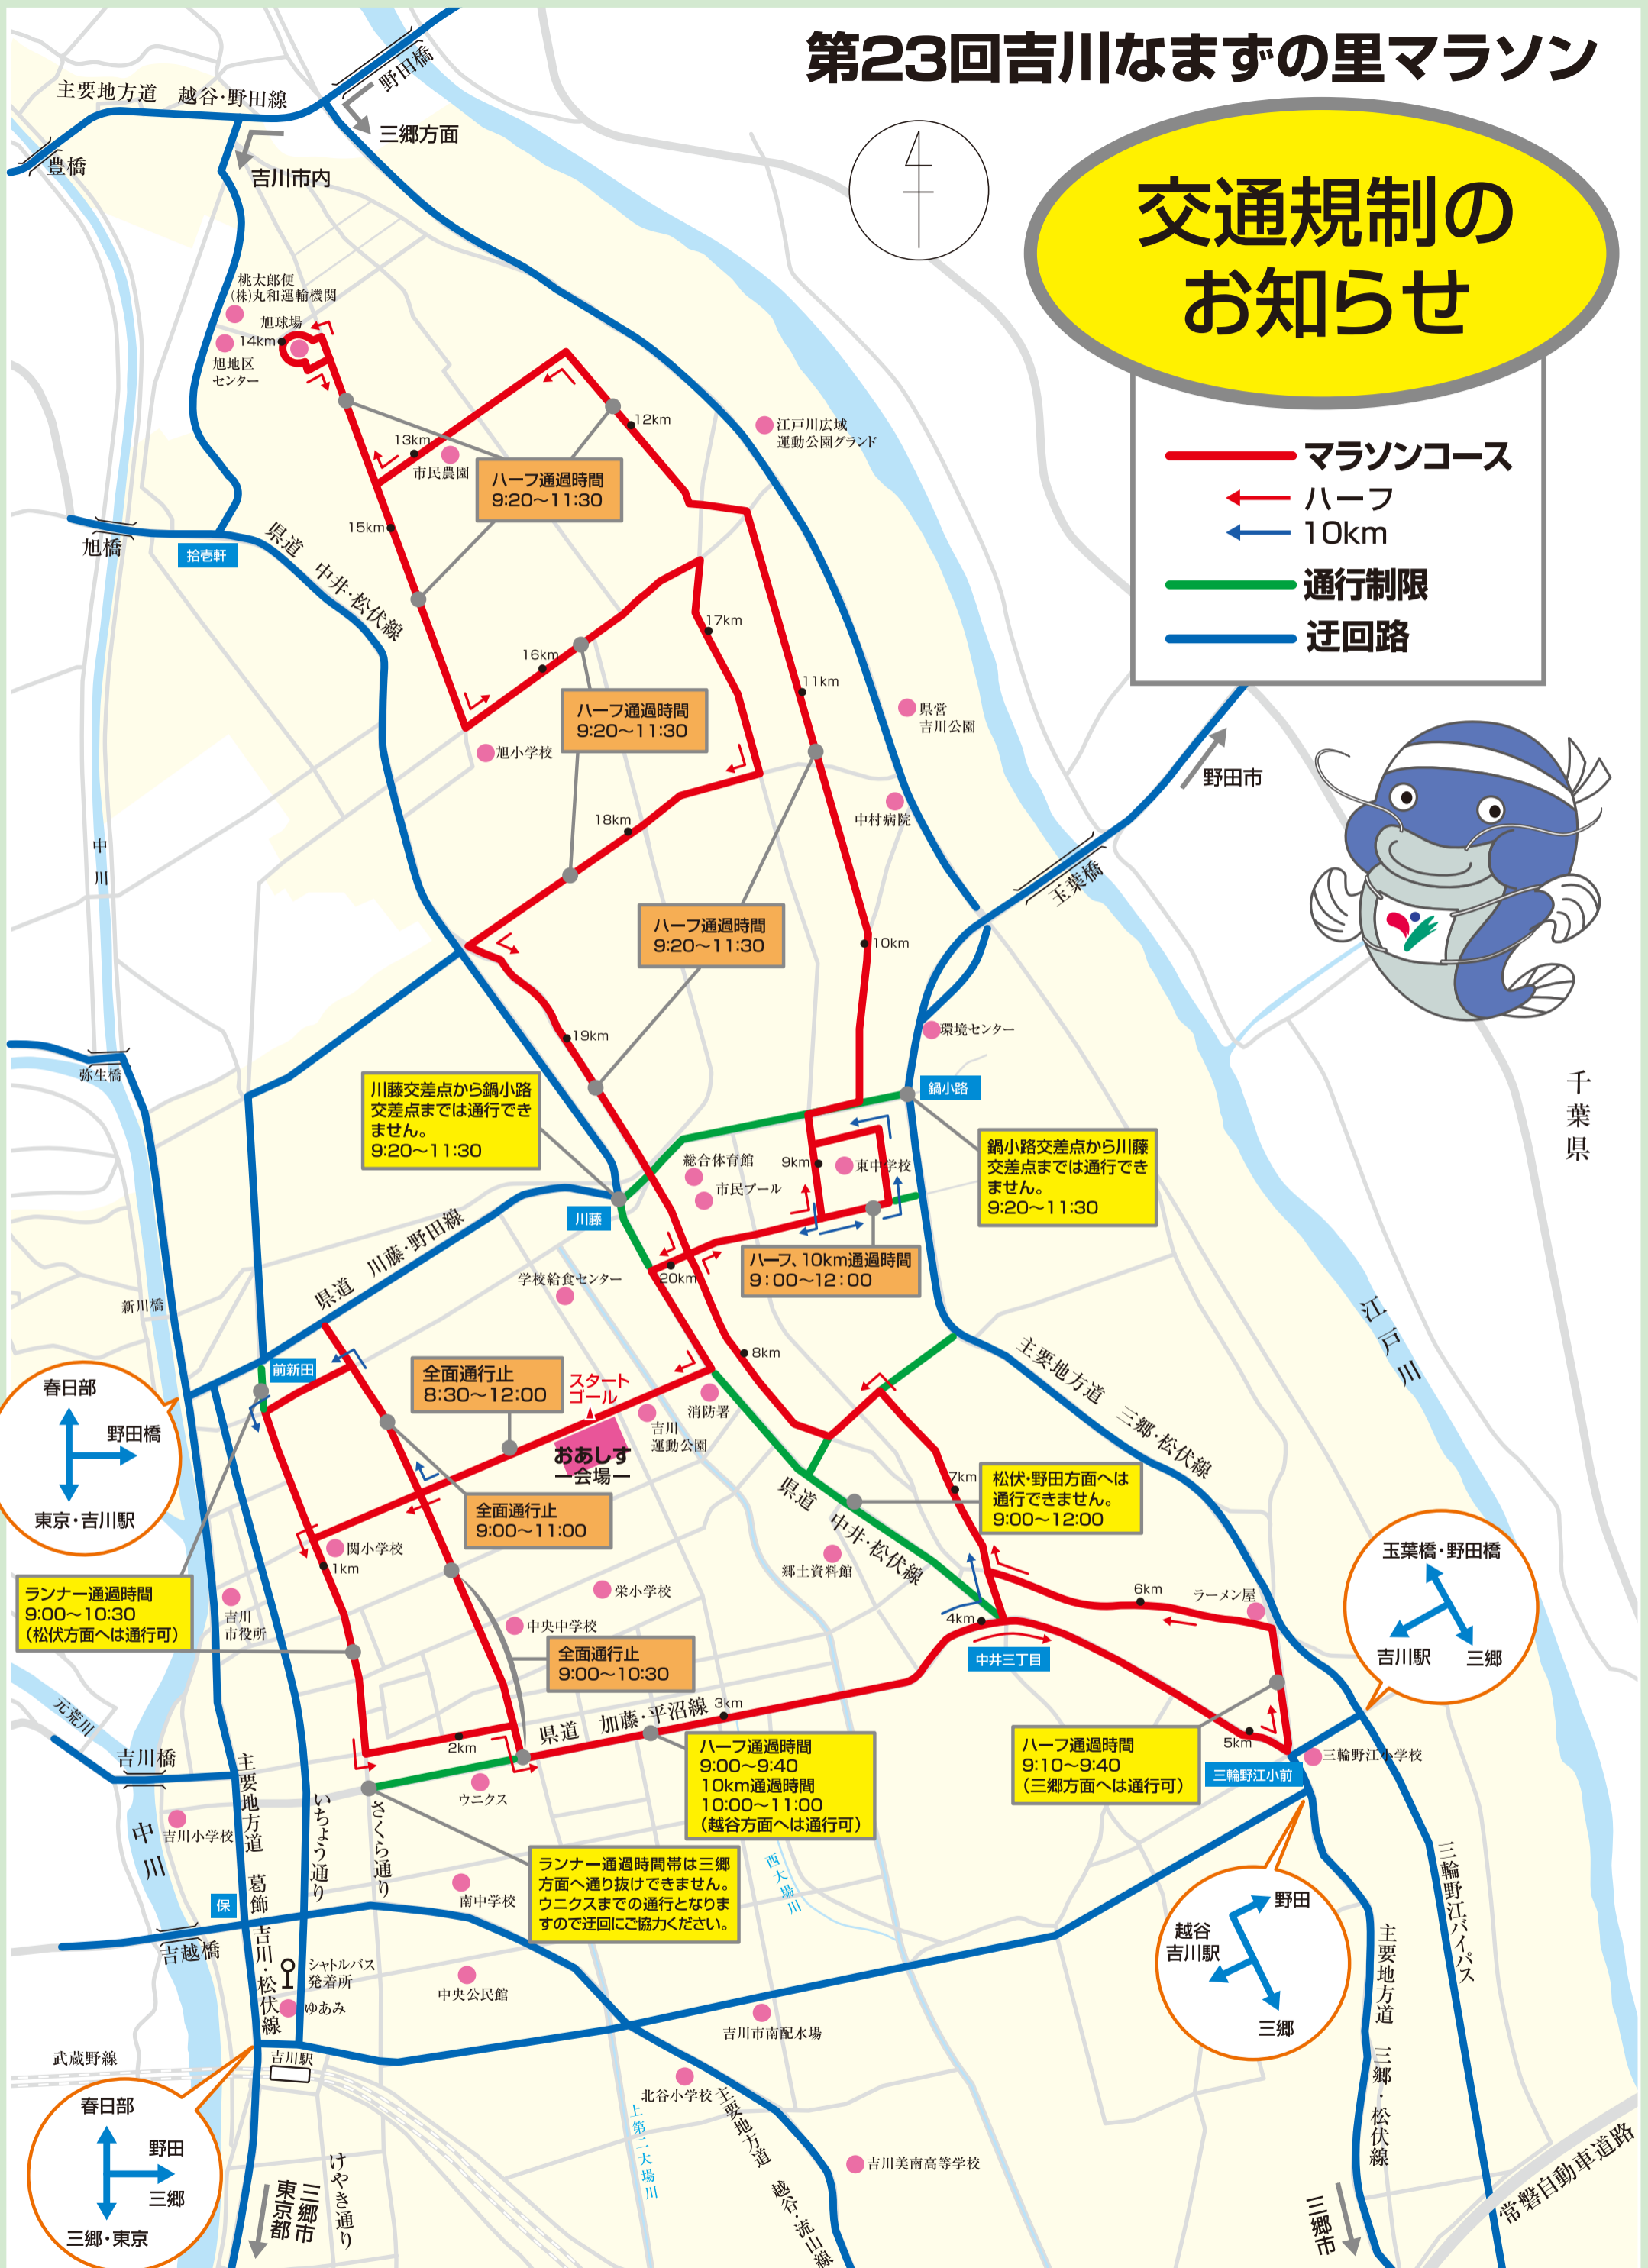 第23回吉川なまずの里マラソン
交通規制の
お知らせ
マラソンコース
ハーフ
10km
通行制限
迂回路
主要地方道 越谷・野田線
野田橋
三郷方面
豊橋
吉川市内
桃太郎便
(株)丸和運輸機関
旭球場
14km
旭地区
センター
12km
13km
市民農園
江戸川広域
運動公園グランド
ハーフ通過時間
9:20〜11:30
15km
旭橋
拾壱軒
県道 中井・松伏線
17km
16km
11km
ハーフ通過時間
9:20〜11:30
県営
吉川公園
旭小学校
野田市
中村病院
18km
中川
玉葉橋
ハーフ通過時間
9:20〜11:30
10km
環境センター
19km
弥生橋
川藤交差点から鍋小路
交差点までは通行でき
ません。
9:20〜11:30
鍋小路
千葉県
総合体育館
9km
東中学校
市民プール
鍋小路交差点から川藤
交差点までは通行でき
ません。
9:20〜11:30
川藤
県道 川藤・野田線
ハーフ、10km通過時間
9:00〜12:00
20km
学校給食センター
新川橋
江戸川
前新田
8km
主要地方道 三郷・松伏線
春日部
野田橋
東京・吉川駅
全面通行止
8:30〜12:00
スタート
ゴール
消防署
吉川
運動公園
おあしす
ー会場ー
7km
松伏・野田方面へは
通行できません。
9:00〜12:00
県道 中井・松伏線
全面通行止
9:00〜11:00
関小学校
1km
郷土資料館
玉葉橋・野田橋
吉川駅
三郷
ランナー通過時間
9:00〜10:30
(松伏方面へは通行可)
吉川
市役所
栄小学校
中央中学校
6km
ラーメン屋
4km
中井三丁目
全面通行止
9:00〜10:30
元荒川
県道 加藤・平沼線
3km
2km
吉川橋
ハーフ通過時間
9:00〜9:40
10km通過時間
10:00〜11:00
(越谷方面へは通行可)
ハーフ通過時間
9:10〜9:40
(三郷方面へは通行可)
5km
三輪野江小学校
三輪野江小前
ウニクス
吉川小学校
中川
主要地方道 葛飾吉川・松伏線
いちょう通り
さくら通り
ランナー通過時間帯は三郷
方面へ通り抜けできません。
ウニクスまでの通行となりま
すので迂回にご協力ください。
西大場川
三輪野江バイパス
南中学校
保
吉越橋
野田
越谷
吉川駅
三郷
シャトルバス
発着所
ゆあみ
中央公民館
吉川市南配水場
主要地方道 三郷・松伏線
武蔵野線
吉川駅
北谷小学校
上第二大場川
主要地方道 越谷・流山線
春日部
野田
三郷
三郷・東京
けやき通り
三郷市
東京都
吉川美南高等学校
三郷市
常磐自動車道路